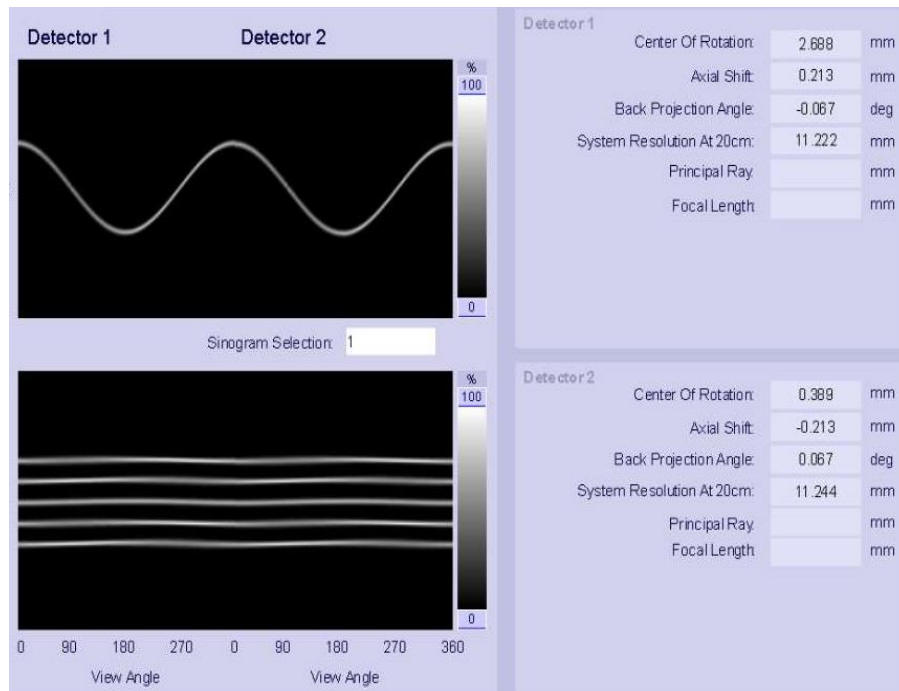 Detector 1 Detector 2
%
100
0
Sinogram Selection: 1
%
100
0
0 90 180 270 0 90 180 270 360
View Angle View Angle
Detector1
Center Of Rotation: 2.688 mm
Axial Shift: 0.213 mm
Back Projection Angle: -0.067 deg
System Resolution At 20cm: 11.222 mm
Principal Ray: mm
Focal Length: mm
Detector2
Center Of Rotation: 0.389 mm
Axial Shift: -0.213 mm
Back Projection Angle: 0.067 deg
System Resolution At 20cm: 11.244 mm
Principal Ray: mm
Focal Length: mm